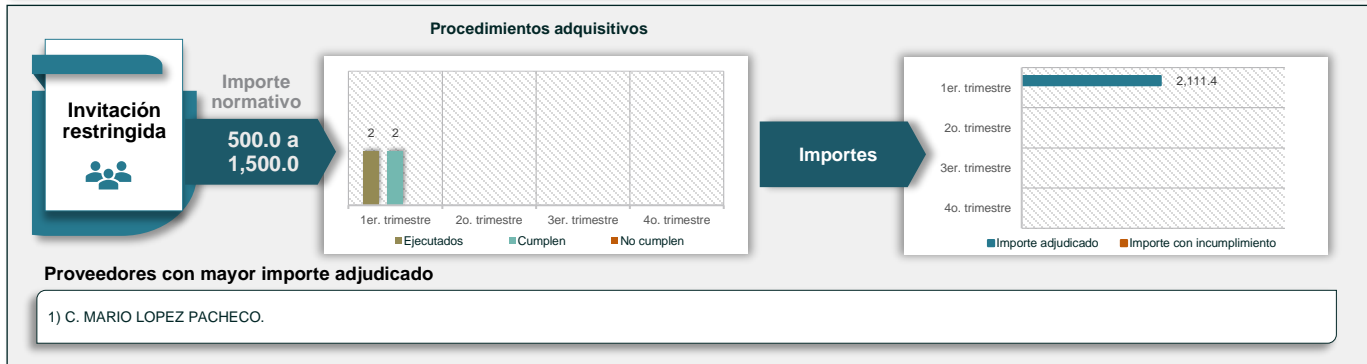 Procedimientos adquisitivos
Invitación
restringida
Importe
normativo
500.0 a
1,500.0
2 2
1er. trimestre 2o. trimestre 3er. trimestre 4o. trimestre
Ejecutados Cumplen No cumplen
Importes
1er. trimestre 2,111.4
2o. trimestre
3er. trimestre
4o. trimestre
Importe adjudicado Importe con incumplimiento
Proveedores con mayor importe adjudicado
1) C. MARIO LOPEZ PACHECO.